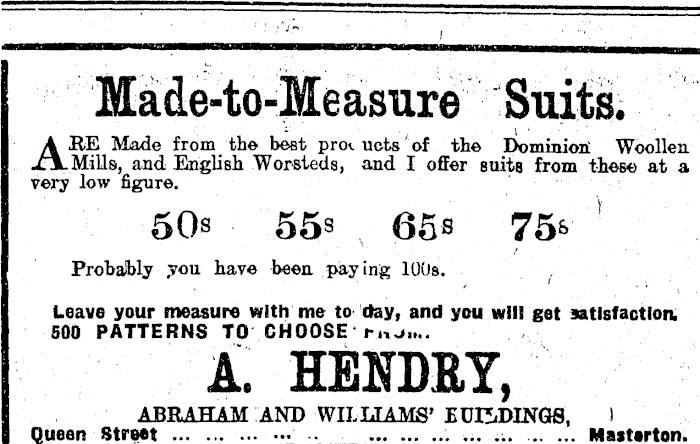 Made-to-Measure Suits.
ARE Made from the best products of the Dominion Woollen
Mills, and English Worsteds, and I offer suits from these at a
very low figure.
50s 55s 65s 75s
Probably you have been paying 100s.
Leave your measure with me to day, and you will get satisfaction.
500 PATTERNS TO CHOOSE FROM.
A. HENDRY,
ABRAHAM AND WILLIAMS' BUILDINGS,
Queen Street ... ... ... ... .. ... ... ... ... ... .. ... Masterton.